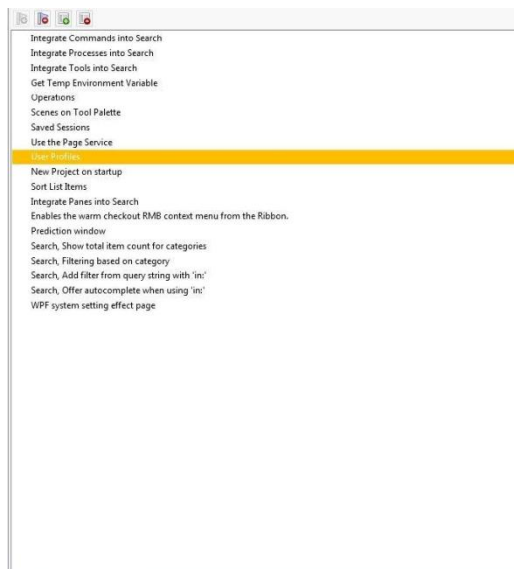 Integrate Commands into Search
Integrate Processes into Search
Integrate Tools into Search
Get Temp Environment Variable
Operations
Scenes on Tool Palette
Saved Sessions
Use the Page Service
User Profiles
New Project on startup
Sort List Items
Integrate Panes into Search
Enables the warm checkout RMB context menu from the Ribbon.
Prediction window
Search, Show total item count for categories
Search, Filtering based on category
Search, Add filter from query string with 'in:'
Search, Offer autocomplete when using 'in:'
WPF system setting effect page